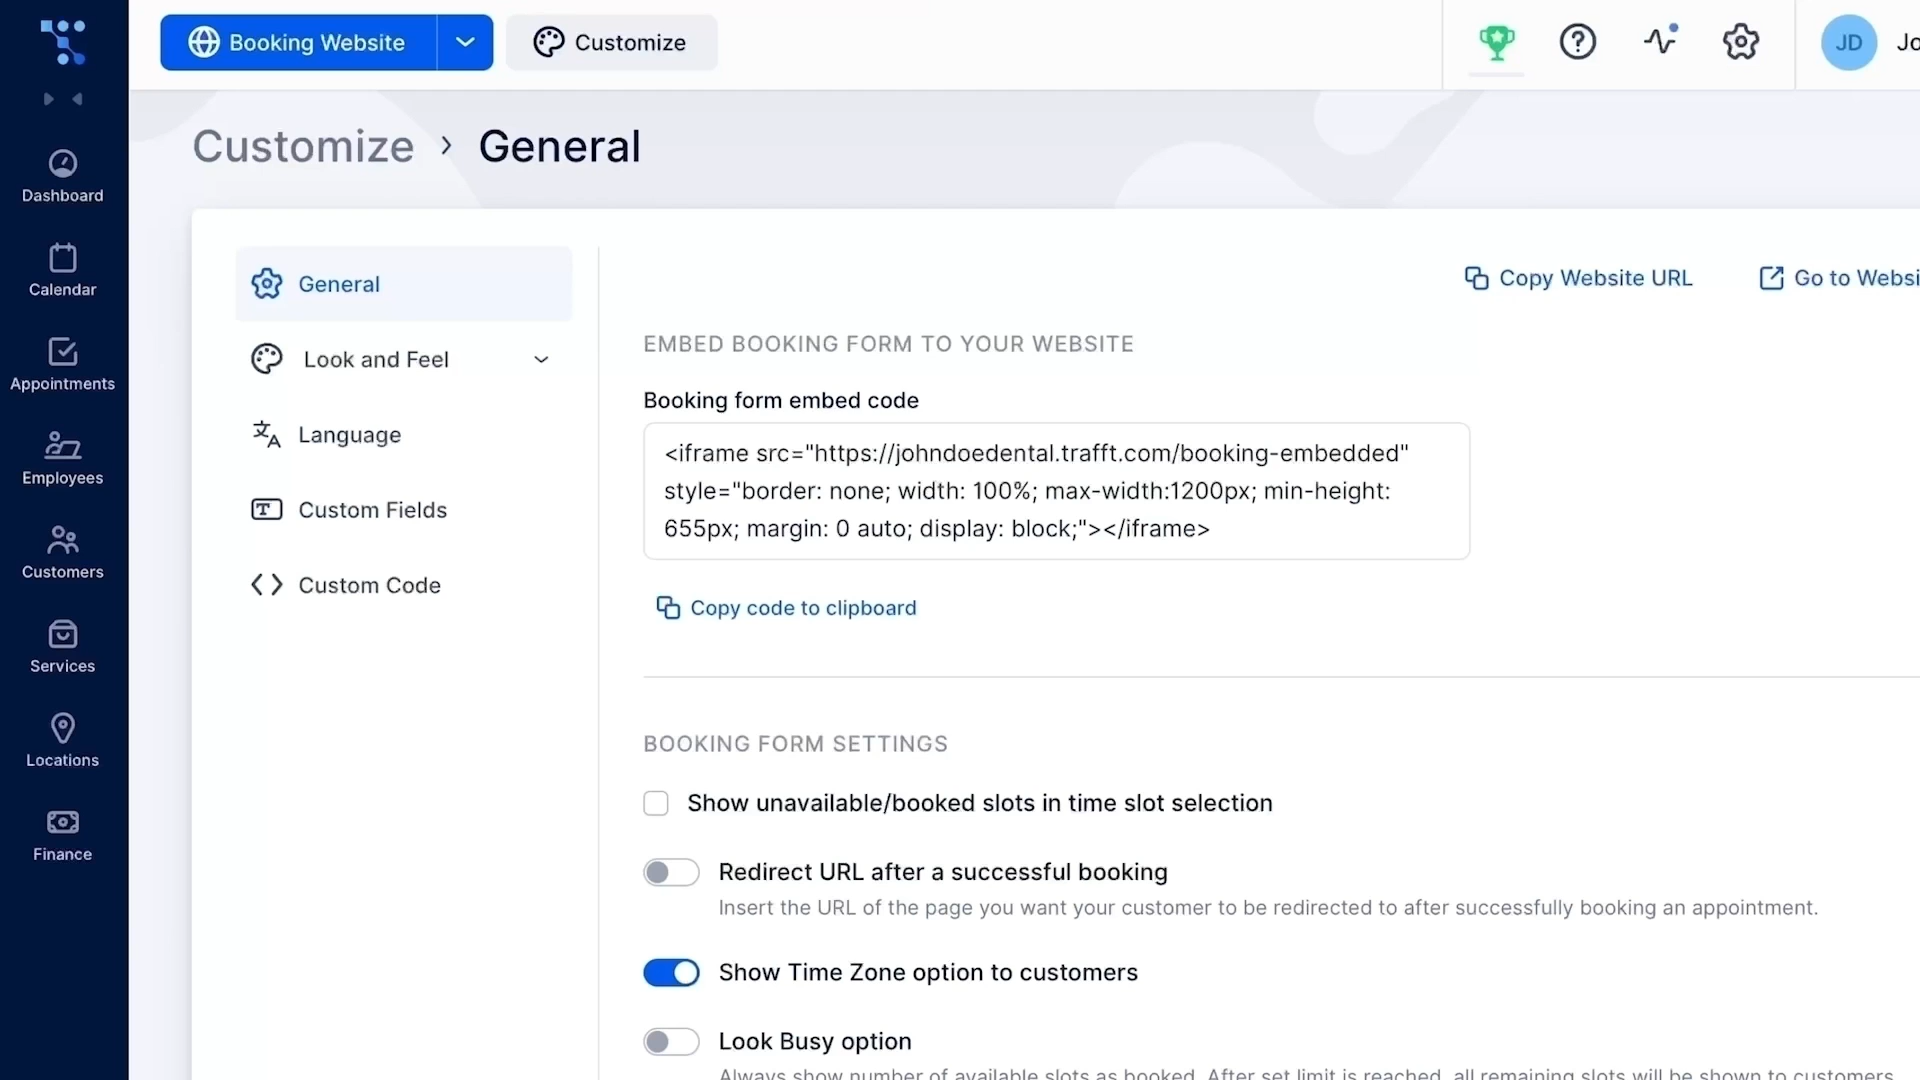 Booking Website
Customize
JD
Jo
Dashboard
Calendar
Appointments
Employees
Customers
Services
Locations
Finance
Customize › General
General
Look and Feel
Language
Custom Fields
Custom Code
Copy Website URL
Go to Websi
EMBED BOOKING FORM TO YOUR WEBSITE
Booking form embed code
<iframe src="https://johndoedental.trafft.com/booking-embedded"
style="border: none; width: 100%; max-width:1200px; min-height:
655px; margin: 0 auto; display: block;"></iframe>
Copy code to clipboard
BOOKING FORM SETTINGS
Show unavailable/booked slots in time slot selection
Redirect URL after a successful booking
Insert the URL of the page you want your customer to be redirected to after successfully booking an appointment.
Show Time Zone option to customers
Look Busy option
Always show number of available slots as booked. After set limit is reached, all remaining slots will be shown to customers